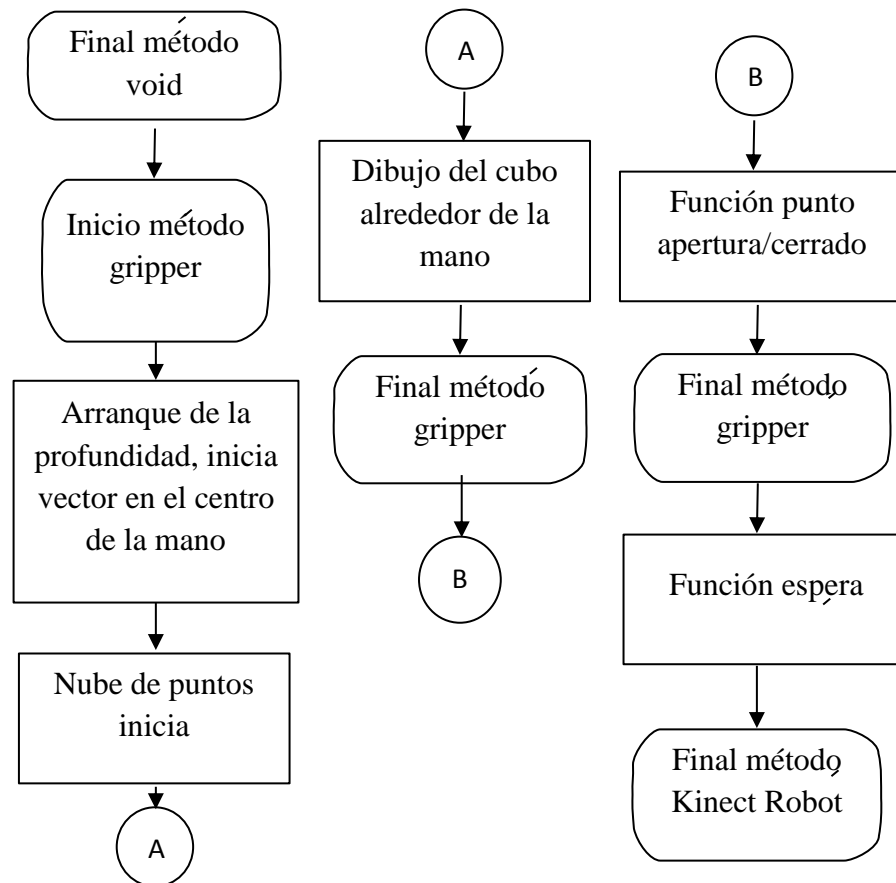 Final método
void
Inicio método
gripper
Arranque de la
profundidad, inicia
vector en el centro
de la mano
Nube de puntos
inicia
A
A
Dibujo del cubo
alrededor de la
mano
Final método
gripper
B
B
Función punto
apertura/cerrado
Final método
gripper
Función espera
Final método
Kinect Robot